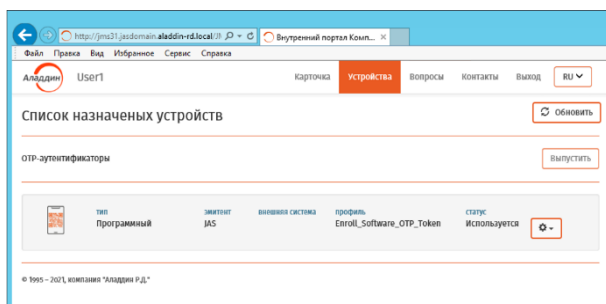 http://jms31.jasdomain.aladdin-rd.local/Jl
Внутренний портал Комп...
Файл Правка Вид Избранное Сервис Справка
Аладдин User1 Карточка Устройства Вопросы Контакты Выход RU
Список назначеных устройств Обновить
OTP-аутентификаторы Выпустить
тип эмитент внешняя система профиль статус
Программный JAS Enroll_Software_OTP_Token Используется
© 1995 – 2021, компания "Аладдин Р.Д."